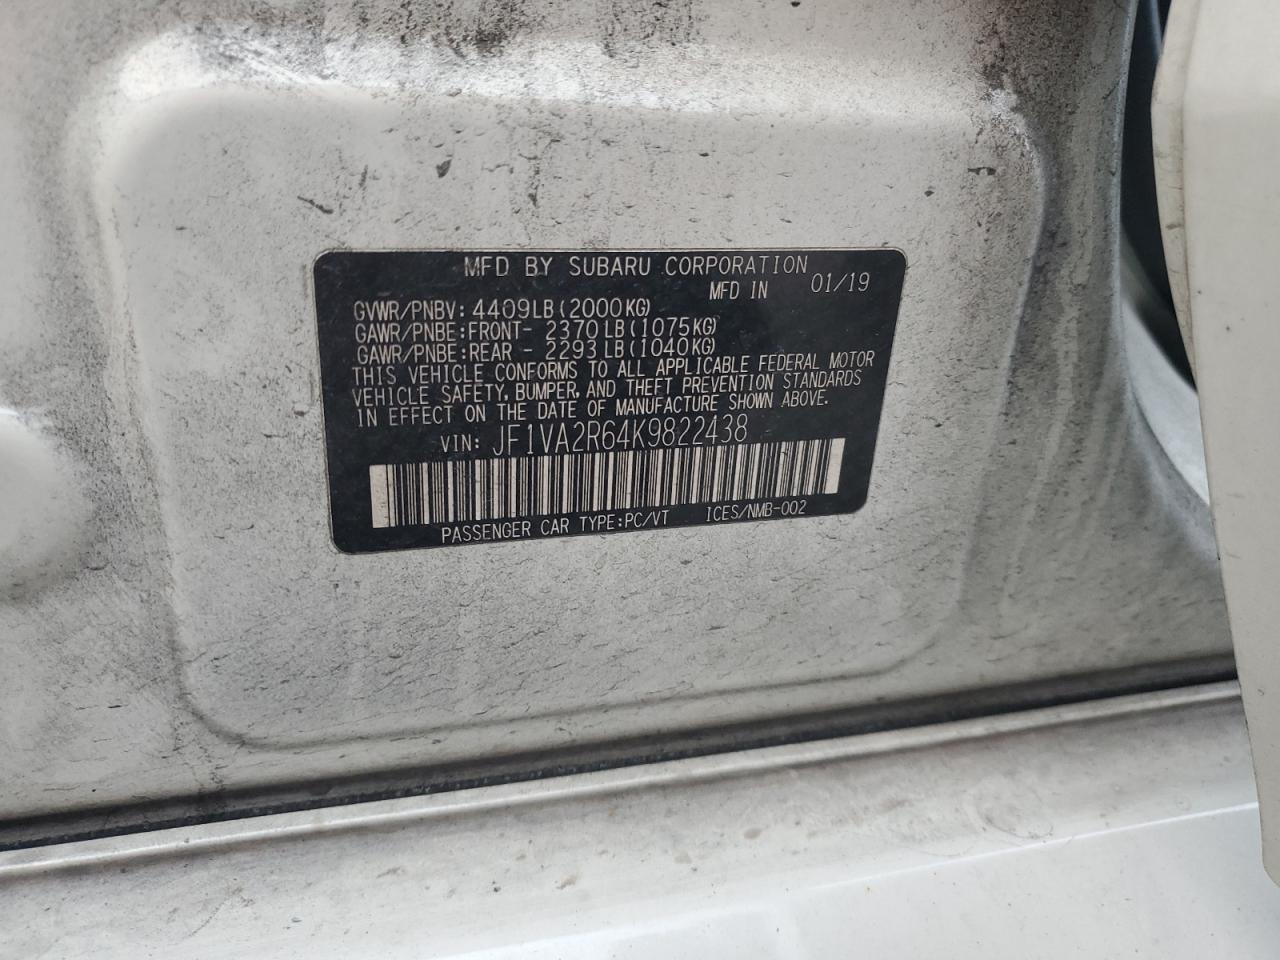 MFD BY SUBARU CORPORATION
MFD IN 01/19
GVWR/PNBV: 4409LB(2000KG)
GAWR/PNBE:FRONT- 2370LB(1075KG)
GAWR/PNBE:REAR - 2293LB(1040KG)
THIS VEHICLE CONFORMS TO ALL APPLICABLE FEDERAL MOTOR
VEHICLE SAFETY, BUMPER, AND THEFT PREVENTION STANDARDS
IN EFFECT ON THE DATE OF MANUFACTURE SHOWN ABOVE.
VIN: JF1VA2R64K9822438
PASSENGER CAR TYPE:PC/VT ICES/NMB-002